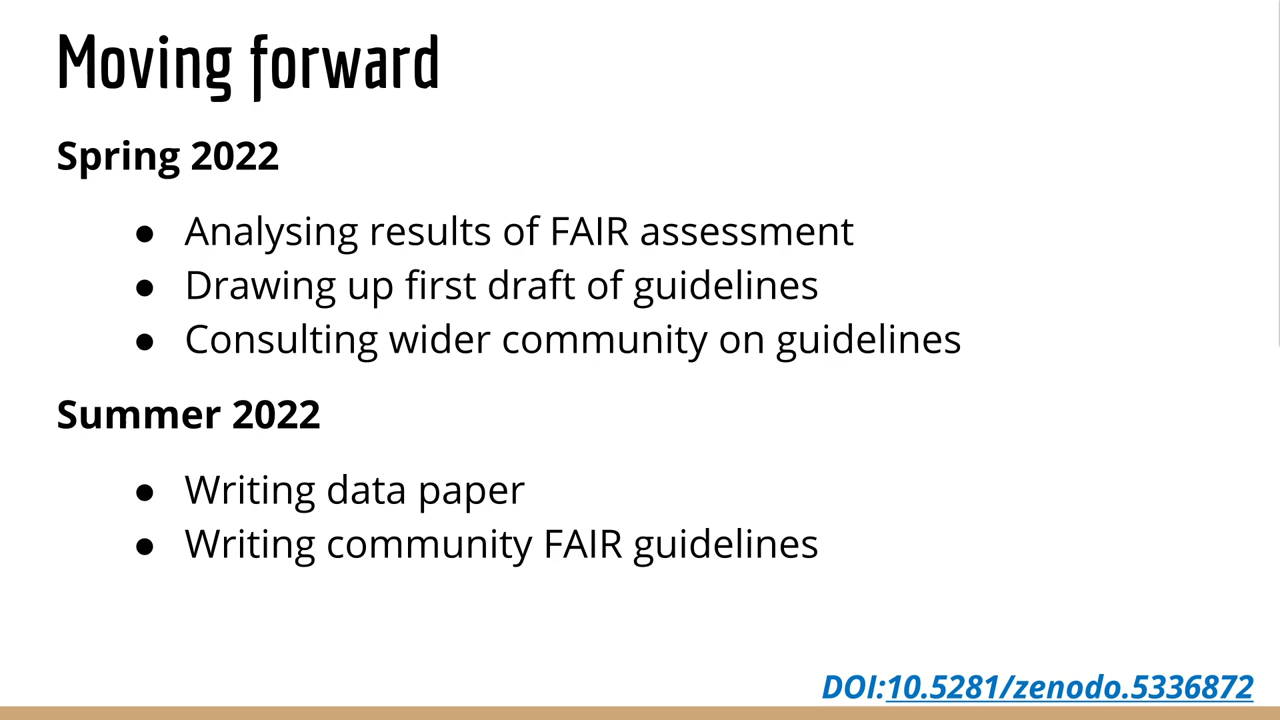 Moving forward
Spring 2022
● Analysing results of FAIR assessment
● Drawing up first draft of guidelines
● Consulting wider community on guidelines
Summer 2022
● Writing data paper
● Writing community FAIR guidelines
DOI:10.5281/zenodo.5336872